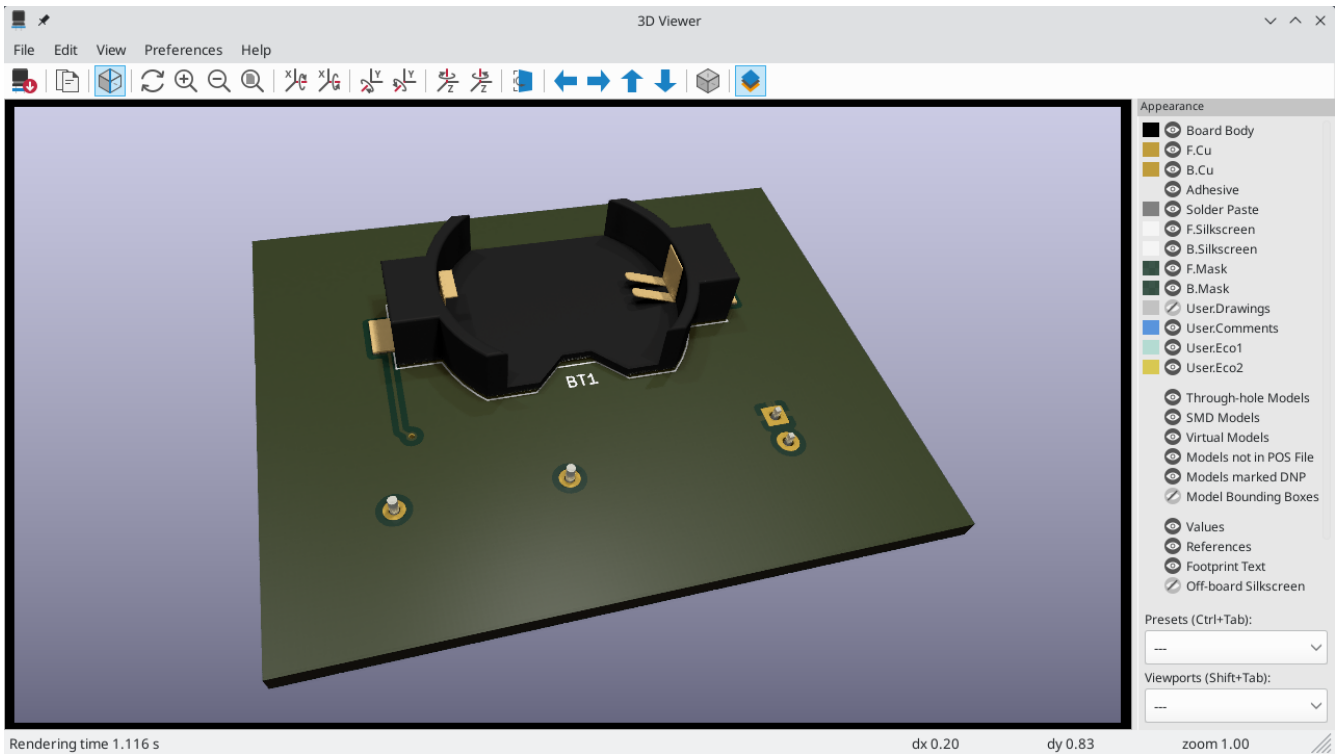 3D Viewer
File Edit View Preferences Help
Appearance
Board Body
F.Cu
B.Cu
Adhesive
Solder Paste
F.Silkscreen
B.Silkscreen
F.Mask
B.Mask
User.Drawings
User.Comments
User.Eco1
User.Eco2
Through-hole Models
SMD Models
Virtual Models
Models not in POS File
Models marked DNP
Model Bounding Boxes
Values
References
Footprint Text
Off-board Silkscreen
Presets (Ctrl+Tab):
---
Viewports (Shift+Tab):
---
BT1
Rendering time 1.116 s dx 0.20 dy 0.83 zoom 1.00